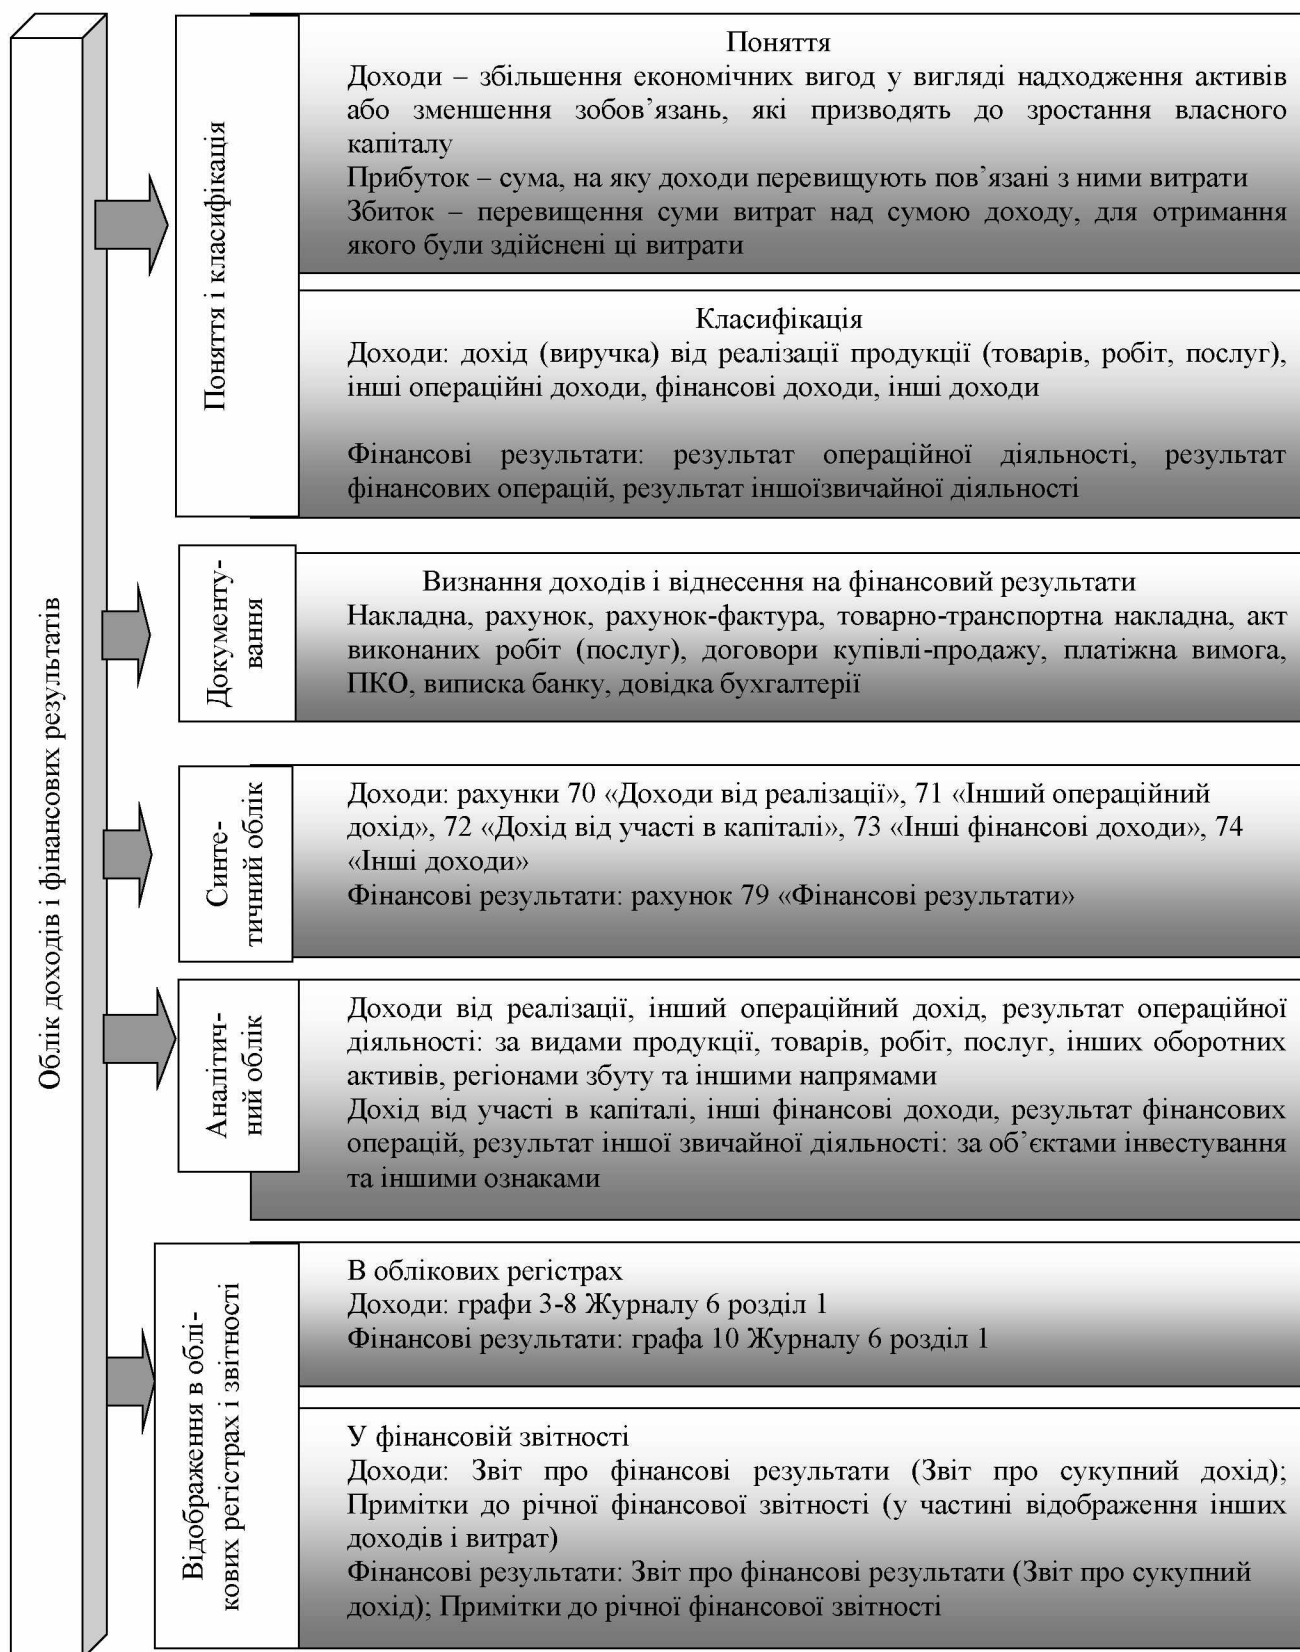 Облік доходів і фінансових результатів
Поняття і класифікація
Поняття
Доходи – збільшення економічних вигод у вигляді надходження активів
або зменшення зобов’язань, які призводять до зростання власного
капіталу
Прибуток – сума, на яку доходи перевищують пов’язані з ними витрати
Збиток – перевищення суми витрат над сумою доходу, для отримання
якого були здійснені ці витрати
Класифікація
Доходи: дохід (виручка) від реалізації продукції (товарів, робіт, послуг),
інші операційні доходи, фінансові доходи, інші доходи
Фінансові результати: результат операційної діяльності, результат
фінансових операцій, результат іншоїзвичайної діяльності
Документу-
вання
Визнання доходів і віднесення на фінансовий результати
Накладна, рахунок, рахунок-фактура, товарно-транспортна накладна, акт
виконаних робіт (послуг), договори купівлі-продажу, платіжна вимога,
ПКО, виписка банку, довідка бухгалтерії
Синте-
тичний облік
Доходи: рахунки 70 «Доходи від реалізації», 71 «Інший операційний
дохід», 72 «Дохід від участі в капіталі», 73 «Інші фінансові доходи», 74
«Інші доходи»
Фінансові результати: рахунок 79 «Фінансові результати»
Аналітич-
ний облік
Доходи від реалізації, інший операційний дохід, результат операційної
діяльності: за видами продукції, товарів, робіт, послуг, інших оборотних
активів, регіонами збуту та іншими напрямами
Дохід від участі в капіталі, інші фінансові доходи, результат фінансових
операцій, результат іншої звичайної діяльності: за об’єктами інвестування
та іншими ознаками
Відображення в облі-
кових регістрах і звітності
В облікових регістрах
Доходи: графи 3-8 Журналу 6 розділ 1
Фінансові результати: графа 10 Журналу 6 розділ 1
У фінансовій звітності
Доходи: Звіт про фінансові результати (Звіт про сукупний дохід);
Примітки до річної фінансової звітності (у частині відображення інших
доходів і витрат)
Фінансові результати: Звіт про фінансові результати (Звіт про сукупний
дохід); Примітки до річної фінансової звітності